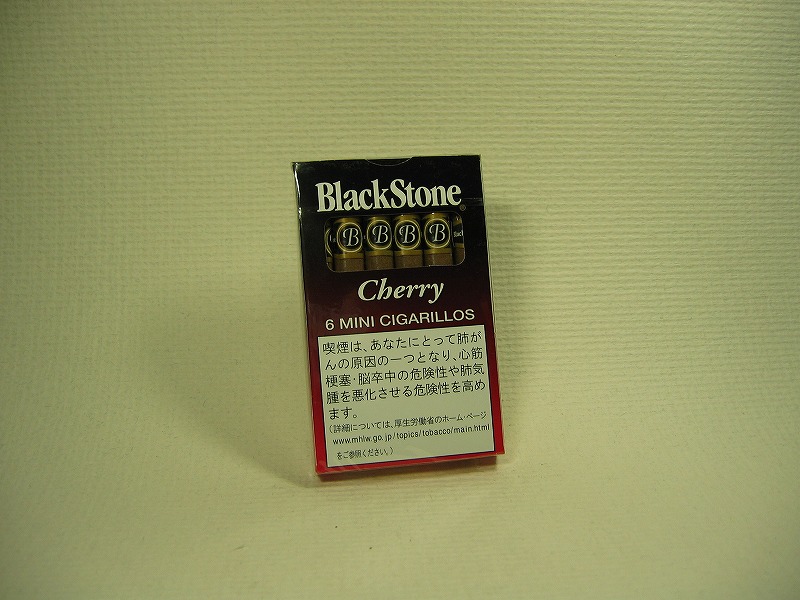 BlackStone®
B B B B
Cherry
6 MINI CIGARILLOS
喫煙は、あなたにとって肺が
んの原因の一つとなり、心筋
梗塞・脳卒中の危険性や肺気
腫を悪化させる危険性を高め
ます。
(詳細については、厚生労働省のホーム・ページ
www.mhlw.go.jp/topics/tobacco/main.html
をご参照ください。)